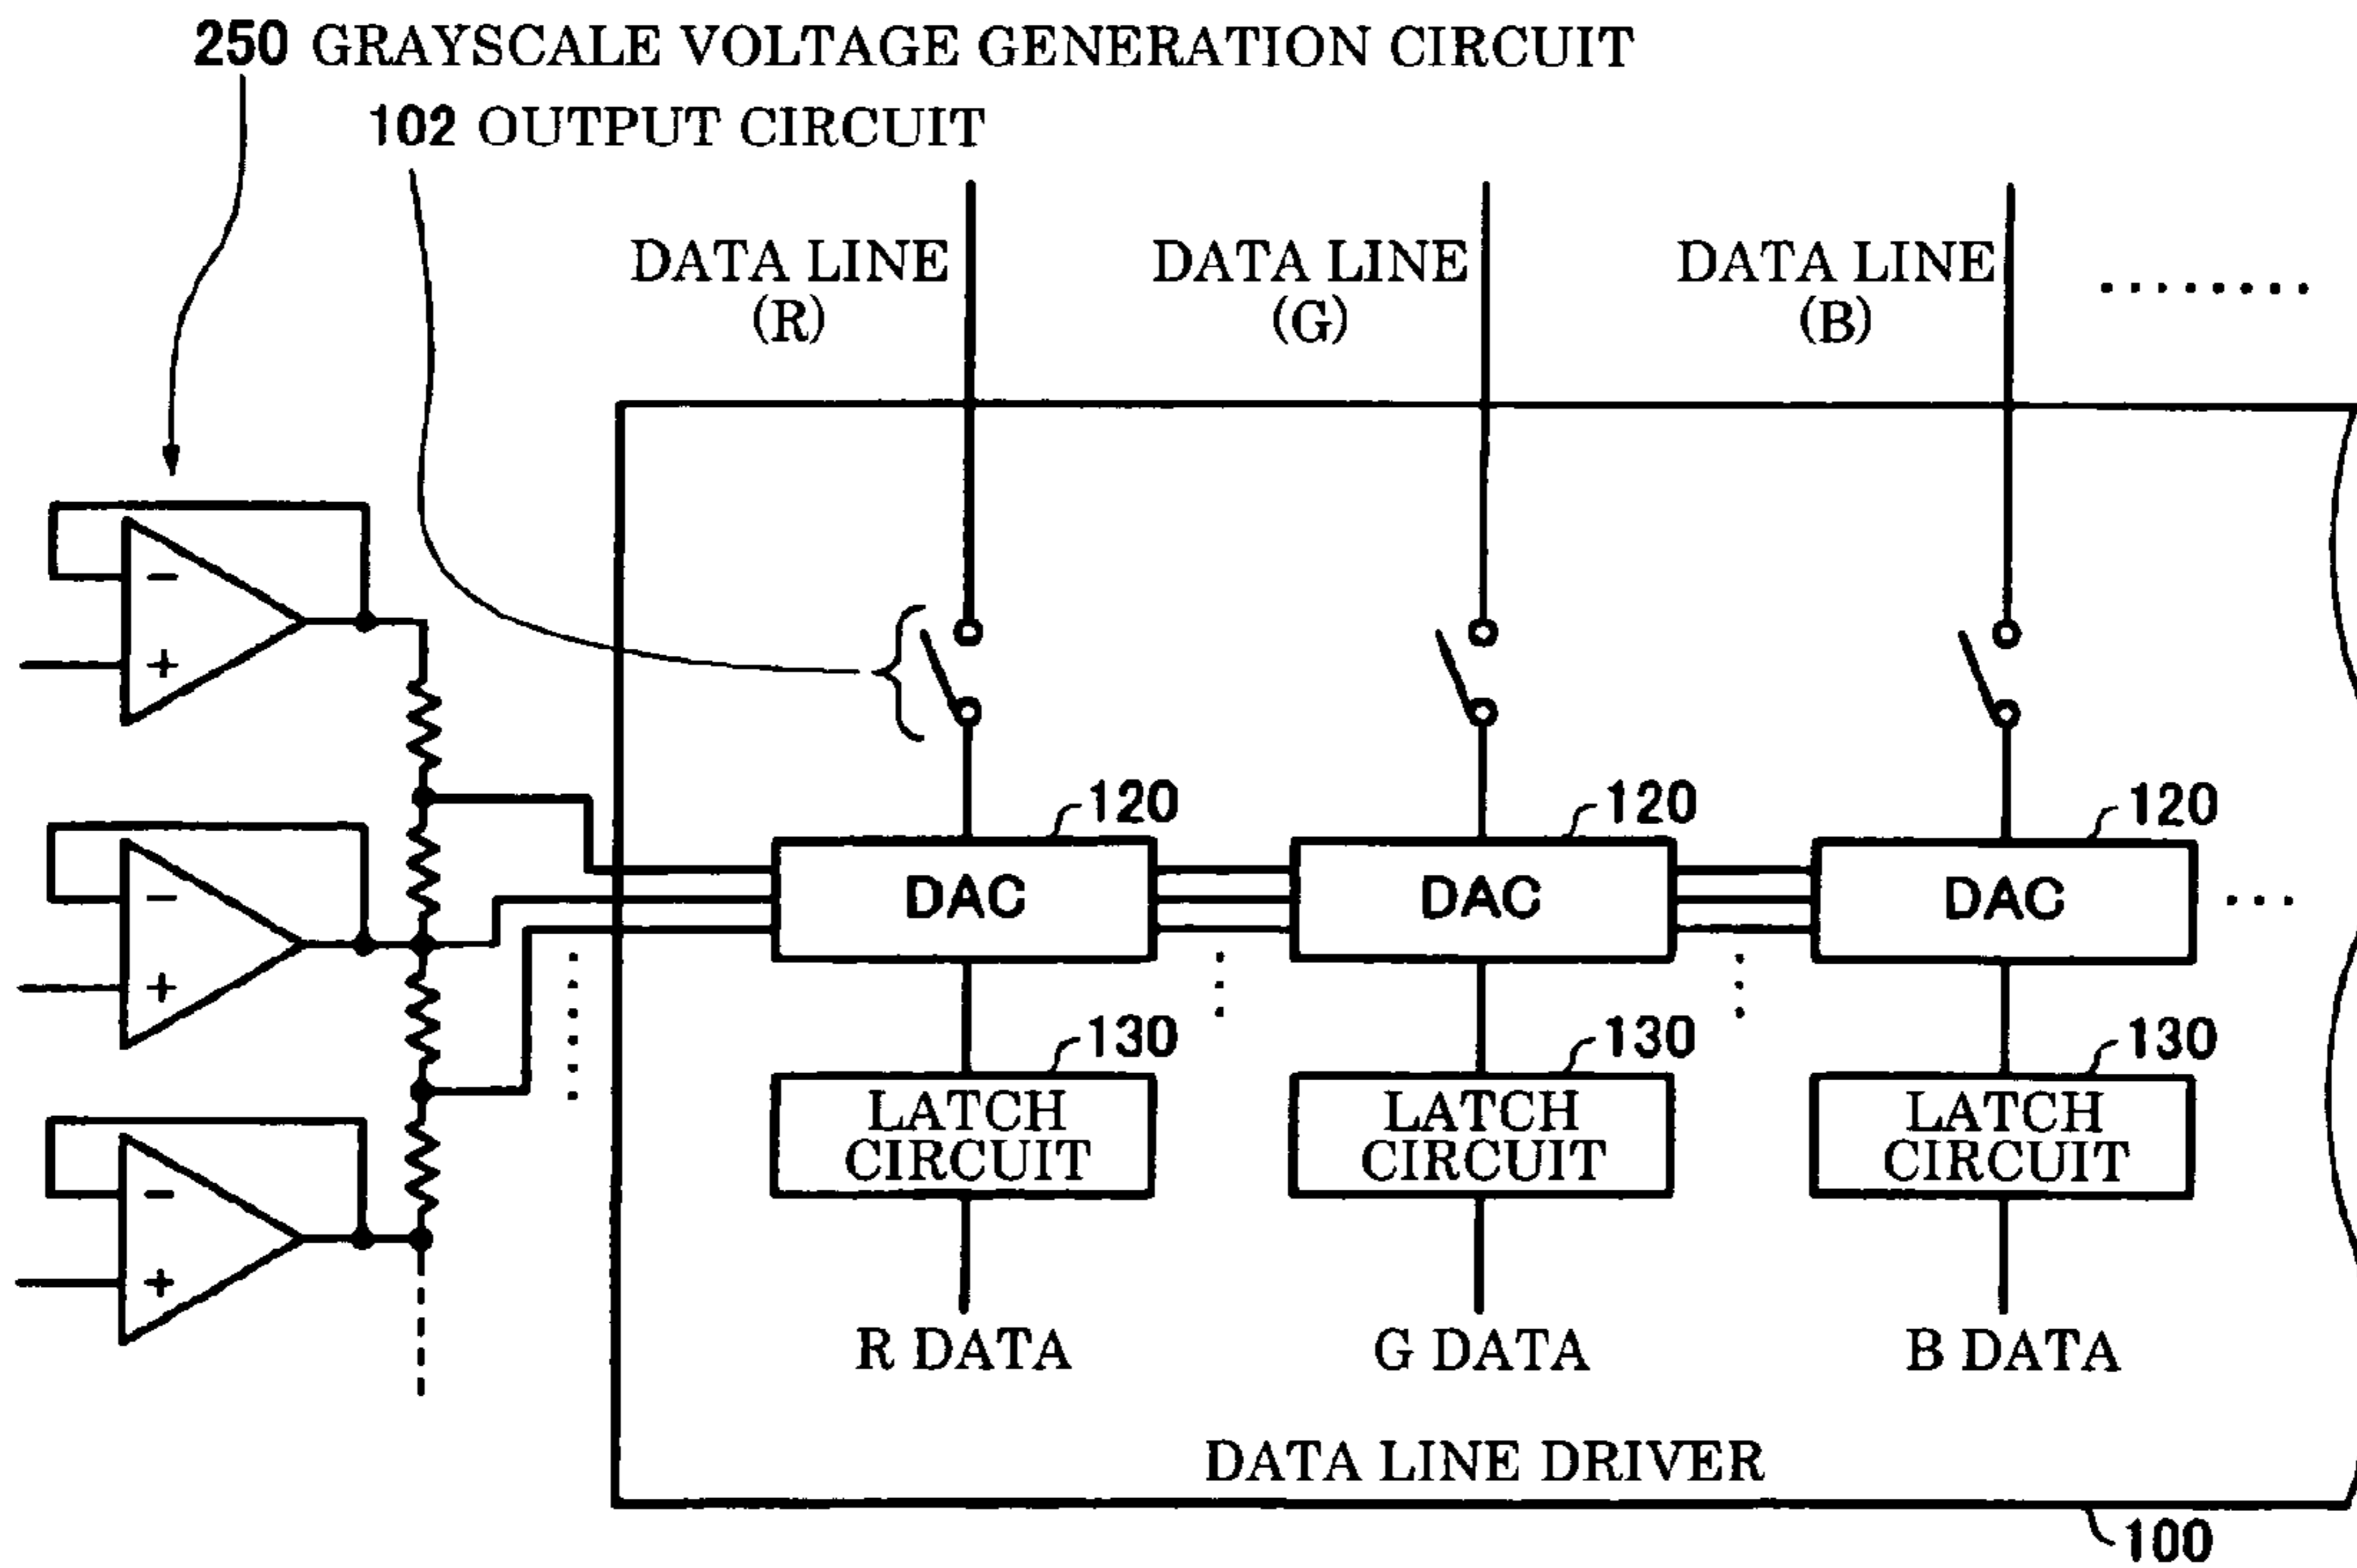 250 GRAYSCALE VOLTAGE GENERATION CIRCUIT
102 OUTPUT CIRCUIT
DATA LINE
(R)
DATA LINE
(G)
DATA LINE
(B)
........
−
+
−
+
−
+
120
120
120
DAC
DAC
DAC
...
130
130
130
LATCH
CIRCUIT
LATCH
CIRCUIT
LATCH
CIRCUIT
R DATA
G DATA
B DATA
DATA LINE DRIVER
100